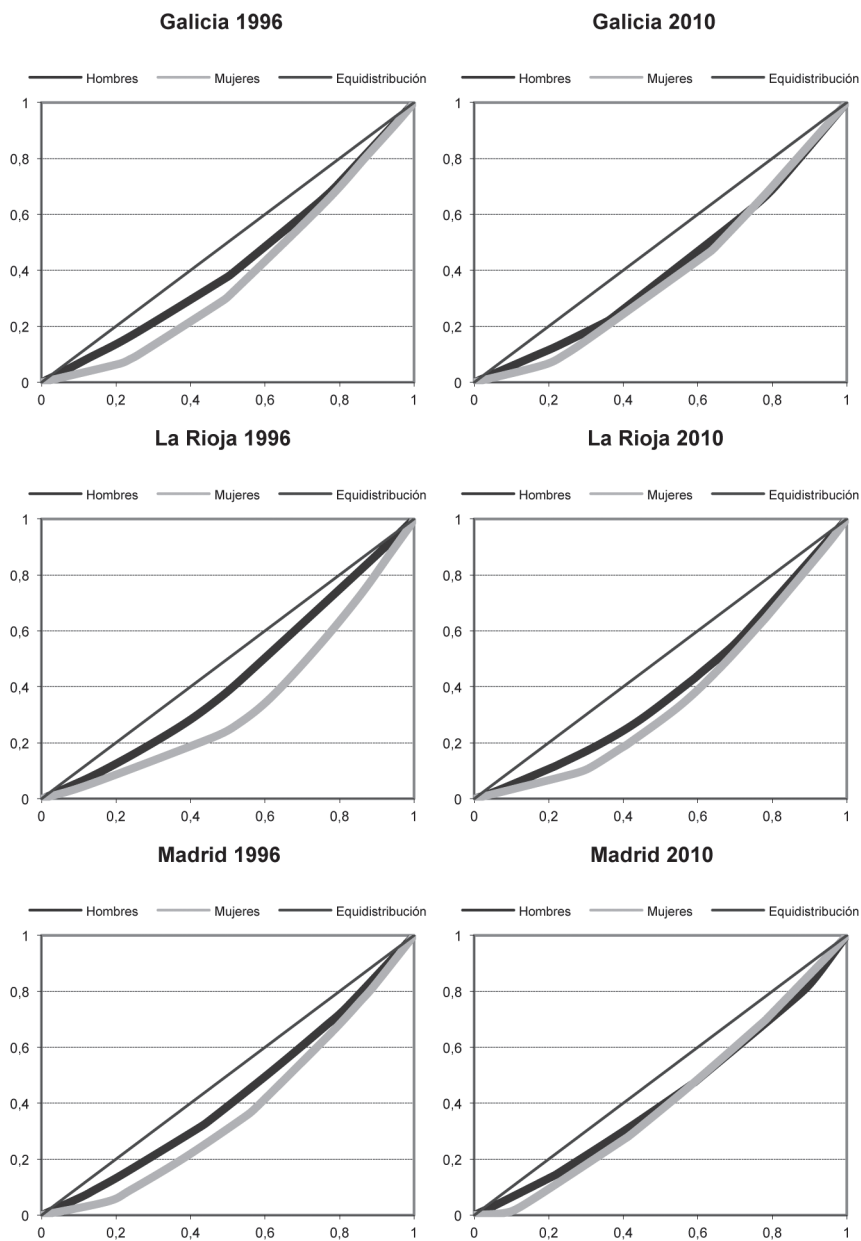 Galicia 1996
Hombres Mujeres Equidistribución
1
0,8
0,6
0,4
0,2
0
0 0,2 0,4 0,6 0,8 1
Galicia 2010
Hombres Mujeres Equidistribución
1
0,8
0,6
0,4
0,2
0
0 0,2 0,4 0,6 0,8 1
La Rioja 1996
Hombres Mujeres Equidistribución
1
0,8
0,6
0,4
0,2
0
0 0,2 0,4 0,6 0,8 1
La Rioja 2010
Hombres Mujeres Equidistribución
1
0,8
0,6
0,4
0,2
0
0 0,2 0,4 0,6 0,8 1
Madrid 1996
Hombres Mujeres Equidistribución
1
0,8
0,6
0,4
0,2
0
0 0,2 0,4 0,6 0,8 1
Madrid 2010
Hombres Mujeres Equidistribución
1
0,8
0,6
0,4
0,2
0
0 0,2 0,4 0,6 0,8 1